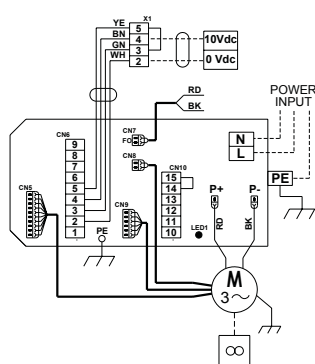 X1
YE 5
BN 4
GN 3
WH 2
10Vdc
0 Vdc
RD
BK
POWER
INPUT
CN7
FO
CN6
9
8
7
6
5
4
3
2
1
CN8
CN5
CN9
CN10
15
14
13
12
11
10
N
L
PE
P+
P-
LED1
PE
RD
BK
M
3~
∞